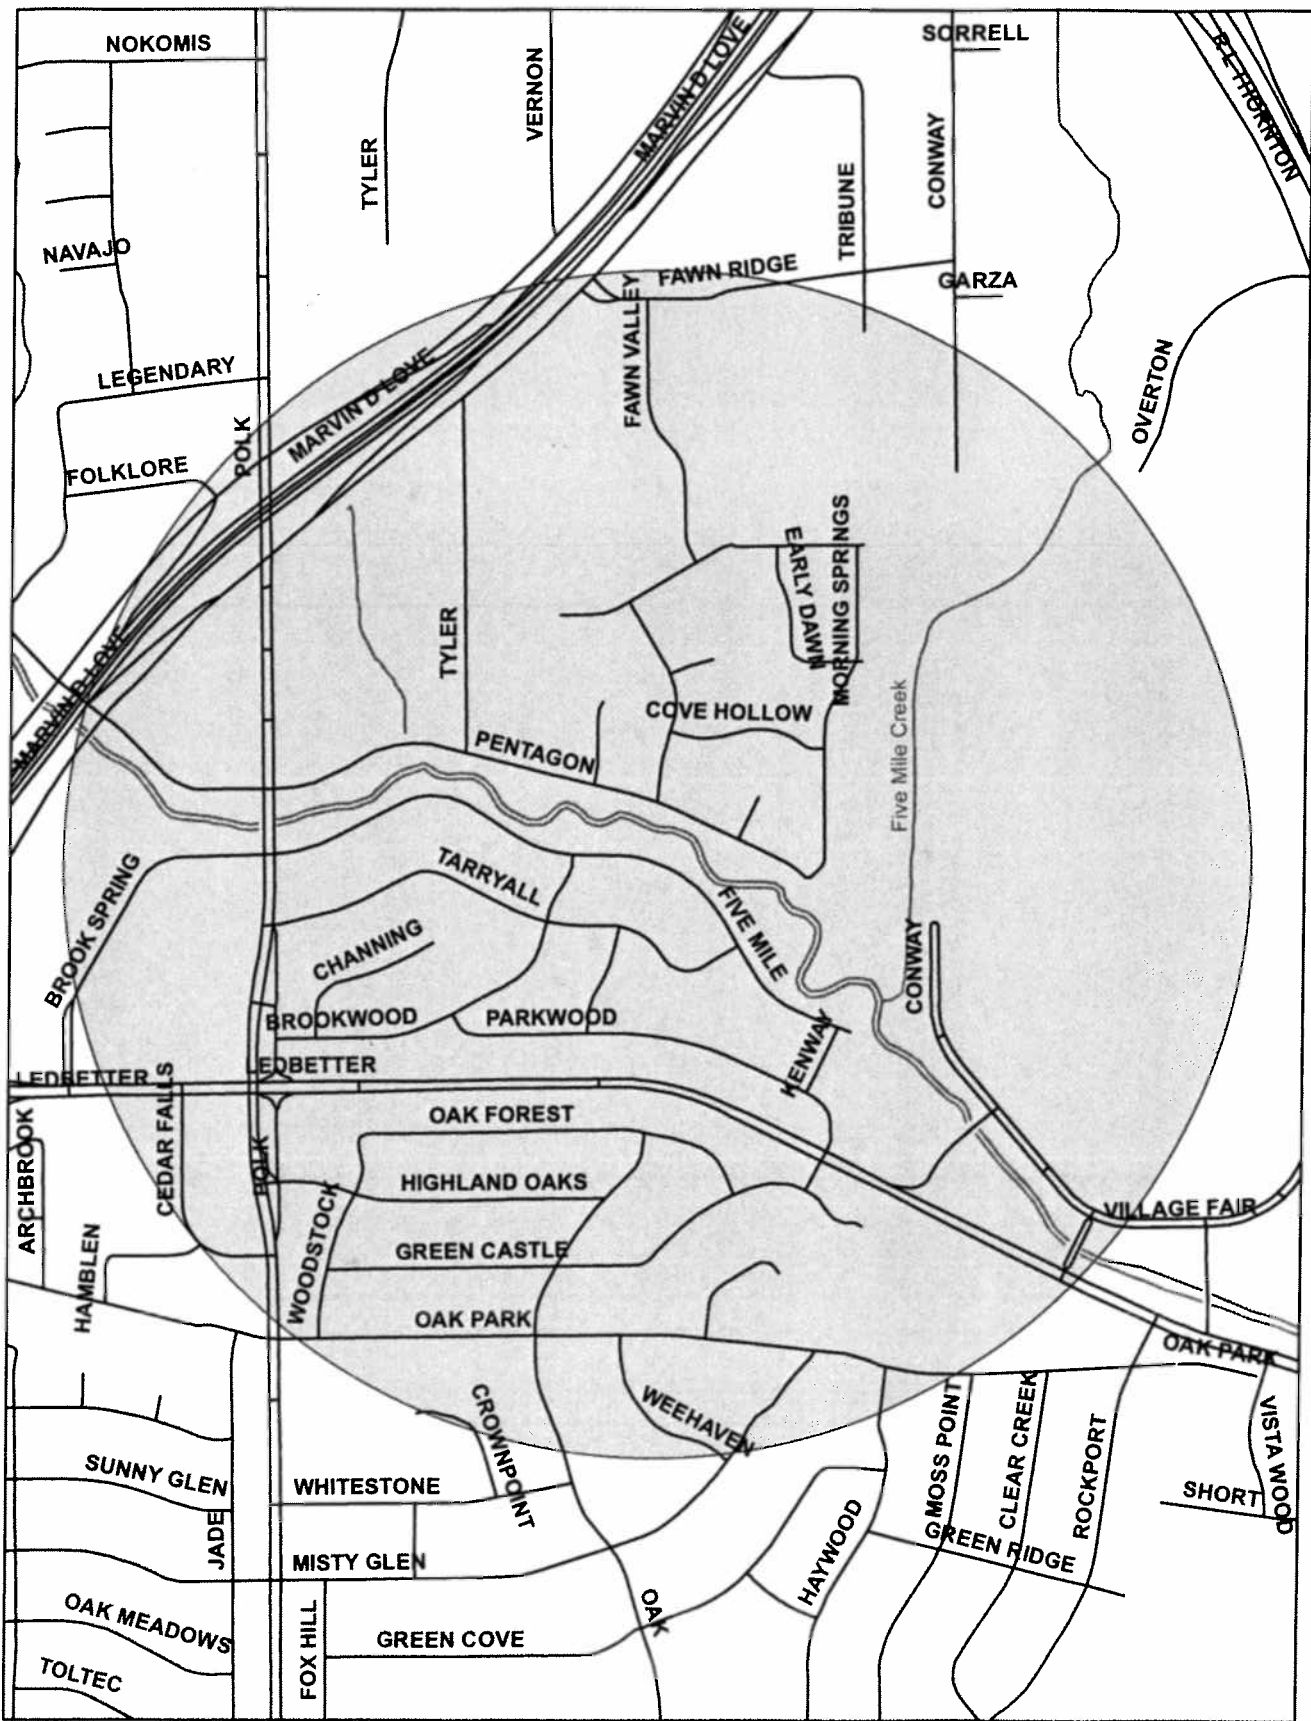 NOKOMIS
SORRELL
MARVIN D LOVE
R L THORNTON
VERNON
TYLER
TRIBUNE
CONWAY
NAVAJO
FAWN RIDGE
GARZA
FAWN VALLEY
LEGENDARY
MARVIN D LOVE
OVERTON
POLK
FOLKLORE
EARLY DAWN
MORNING SPRINGS
TYLER
MARVIN D LOVE
COVE HOLLOW
PENTAGON
Five Mile Creek
TARRYALL
BROOK SPRING
FIVE MILE
CHANNING
CONWAY
BROOKWOOD
PARKWOOD
KENWAY
LEDBETTER
LEDBETTER
CEDAR FALLS
OAK FOREST
ARCHBROOK
POLK
HIGHLAND OAKS
WOODSTOCK
VILLAGE FAIR
HAMBLEN
GREEN CASTLE
OAK PARK
OAK PARK
CROWNPOINT
WEEHAVEN
MOSS POINT
CLEAR CREEK
ROCKPORT
VISTA WOOD
SUNNY GLEN
WHITESTONE
SHORT
JADE
HAYWOOD
GREEN RIDGE
MISTY GLEN
OAK MEADOWS
FOX HILL
GREEN COVE
OAK
TOLTEC